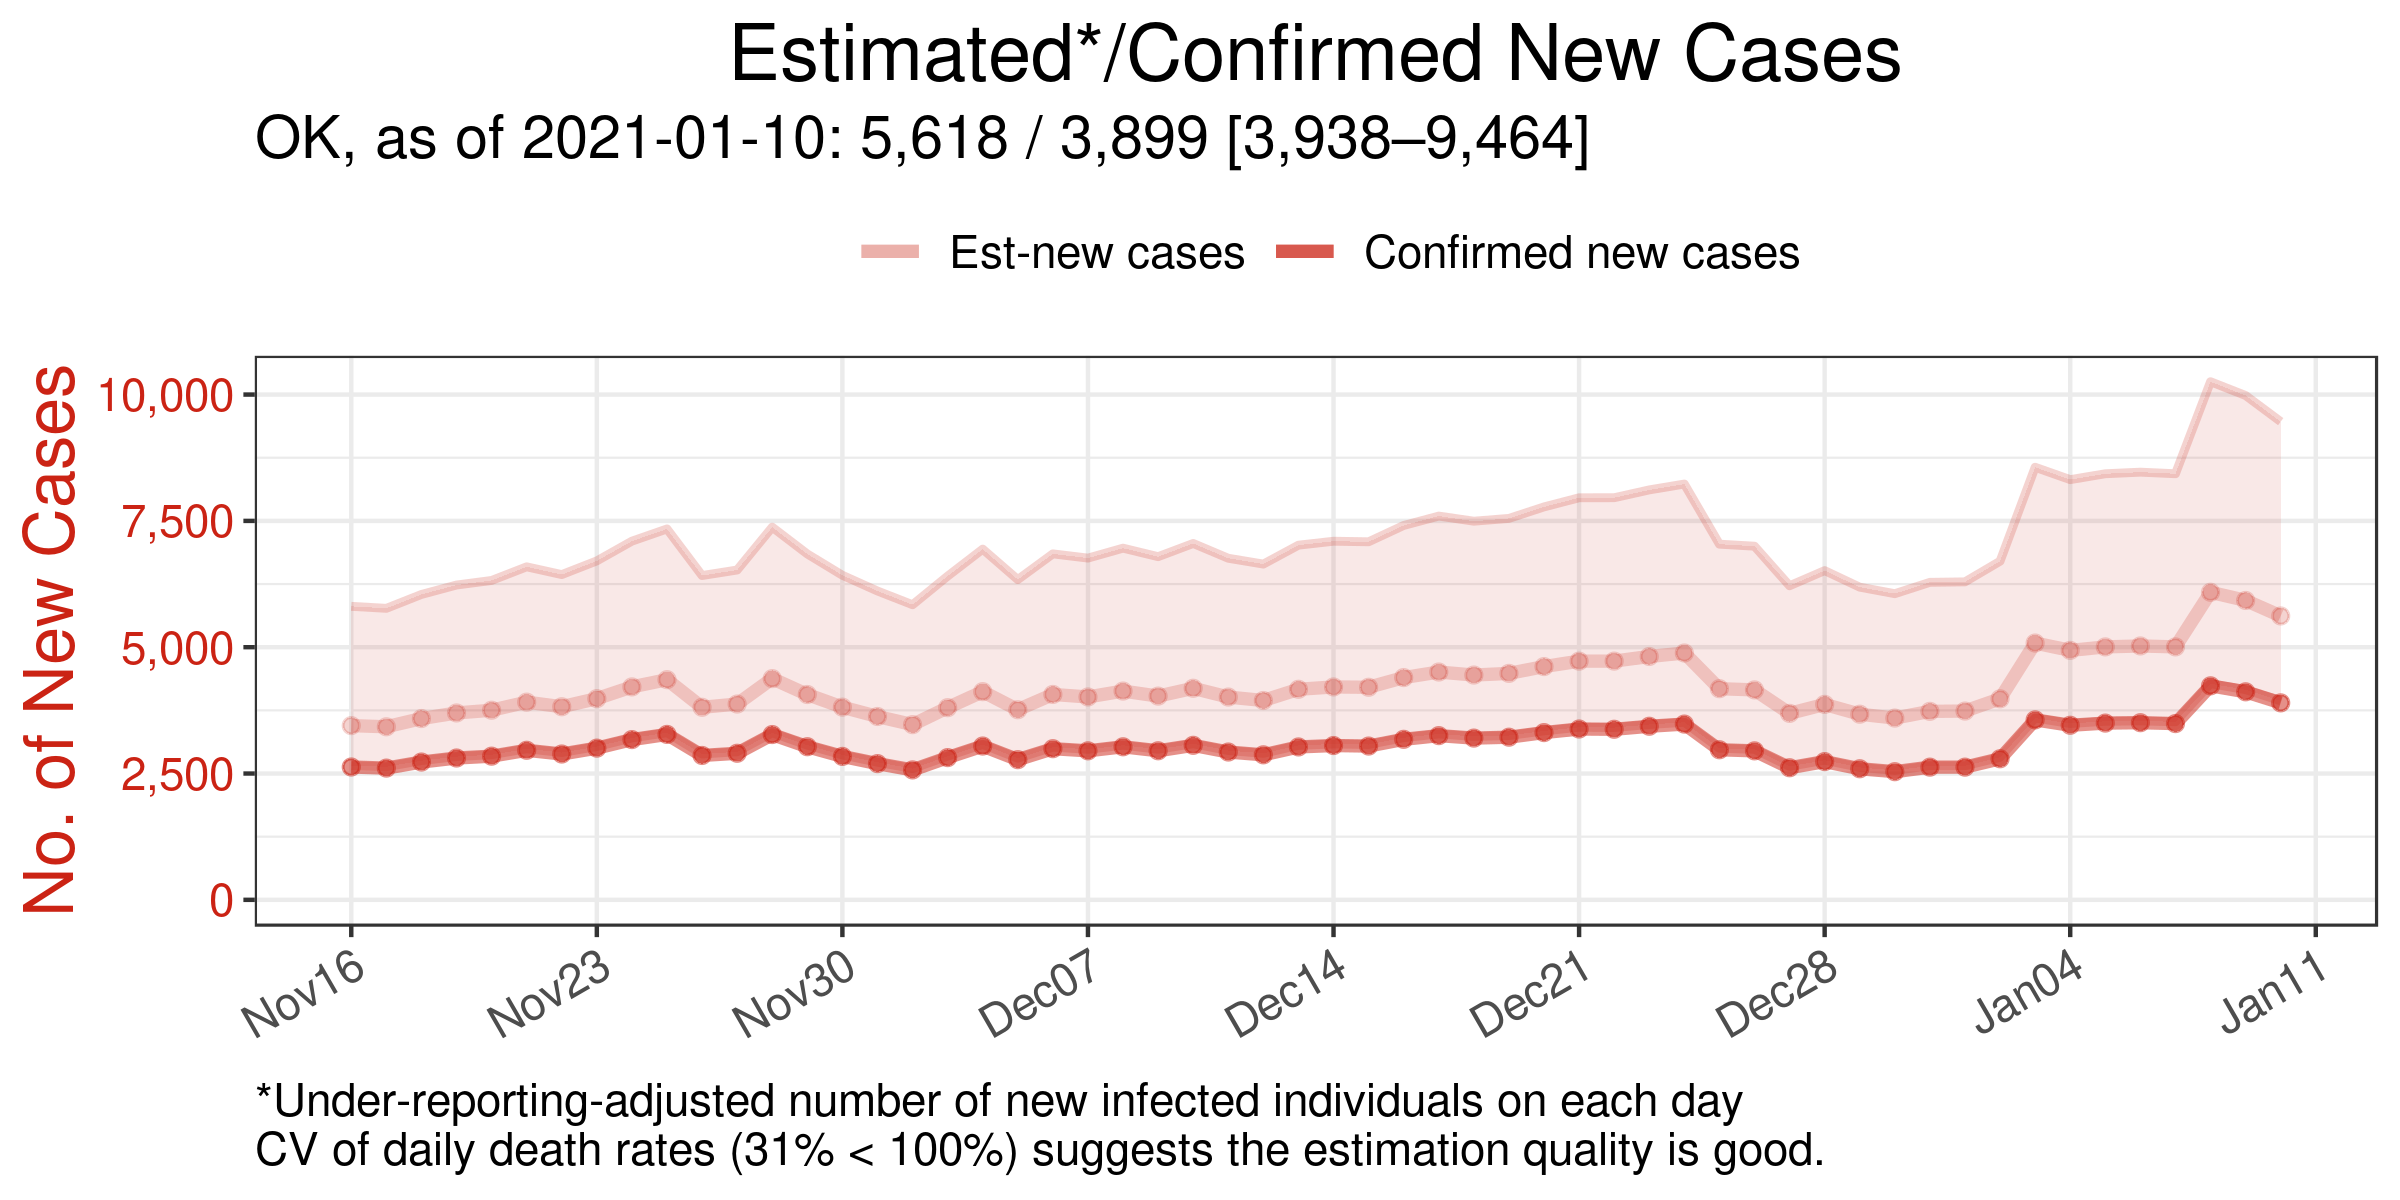 Estimated*/Confirmed New Cases
OK, as of 2021-01-10: 5,618 / 3,899 [3,938–9,464]
Est-new cases Confirmed new cases
No. of New Cases
10,000
7,500
5,000
2,500
0
Nov16 Nov23 Nov30 Dec07 Dec14 Dec21 Dec28 Jan04 Jan11
*Under-reporting-adjusted number of new infected individuals on each day
CV of daily death rates (31% < 100%) suggests the estimation quality is good.